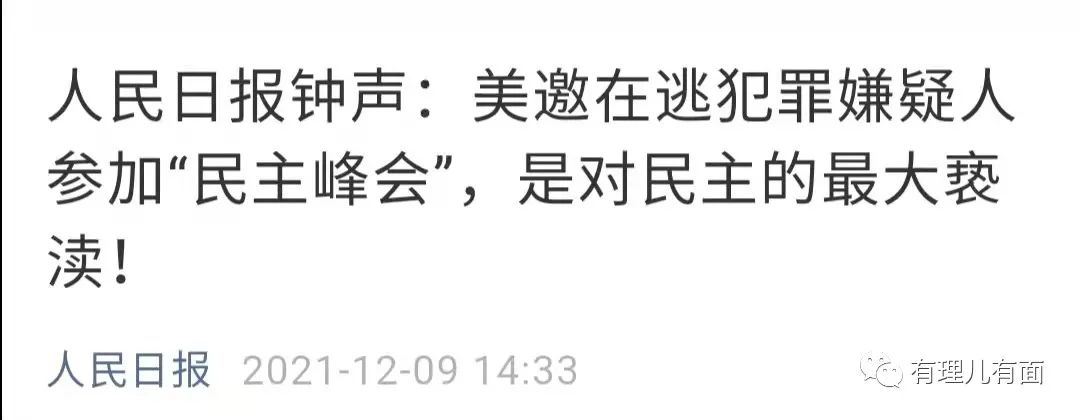 人民日报钟声：美邀在逃犯罪嫌疑人
参加“民主峰会”，是对民主的最大亵
渎！
人民日报 2021-12-09 14:33
有理儿有面